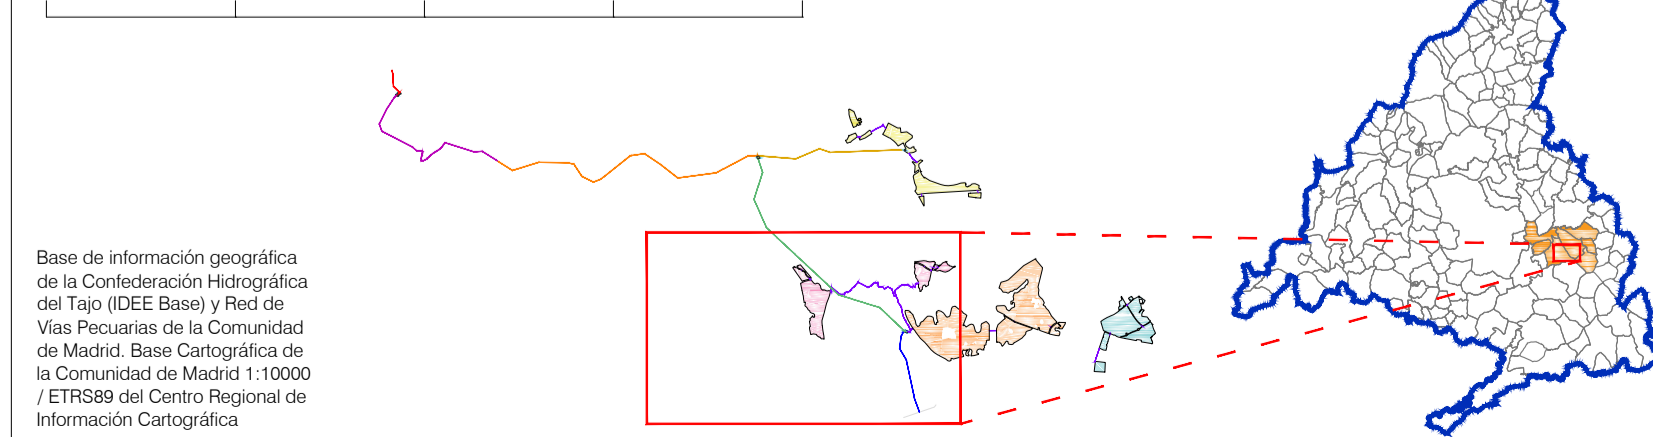 Base de información geográfica
de la Confederación Hidrográfica
del Tajo (IDEE Base) y Red de
Vías Pecuarias de la Comunidad
de Madrid. Base Cartográfica de
la Comunidad de Madrid 1:10000
/ ETRS89 del Centro Regional de
Información Cartográfica